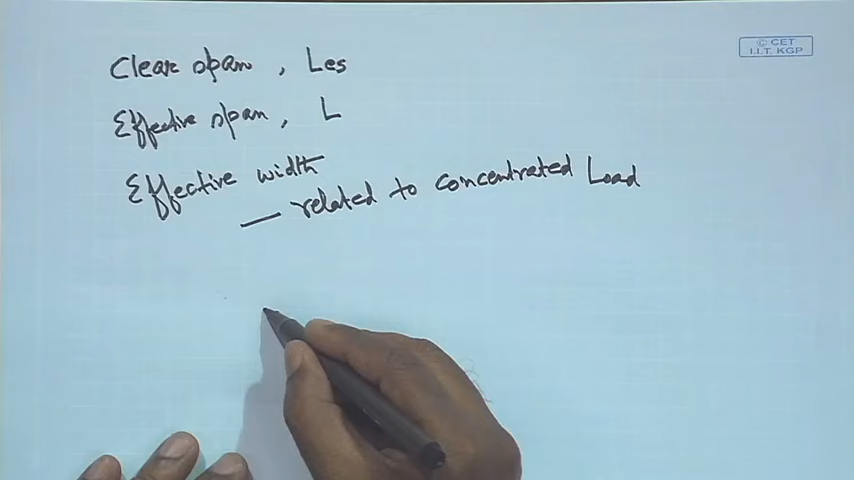 Clear span, Les
© CET
I.I.T. KGP
Effective span, L
Effective width
— related to concentrated Load